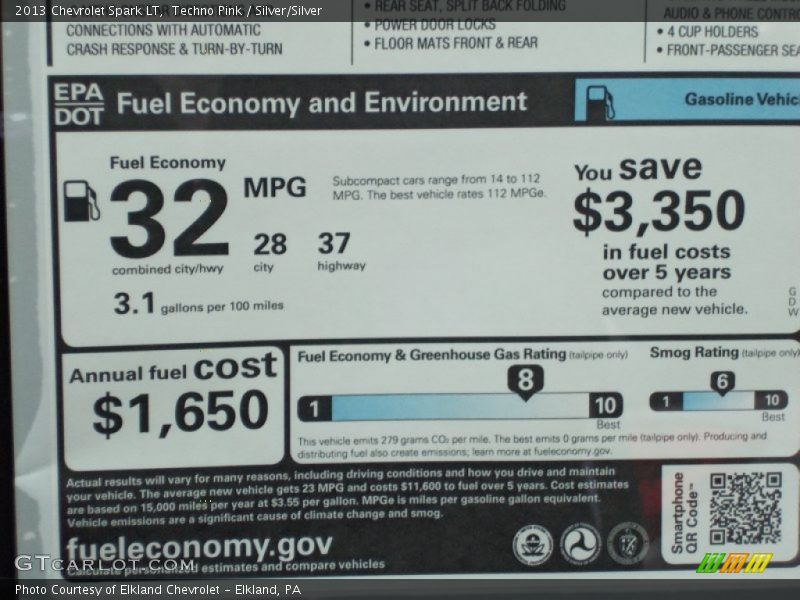 2013 Chevrolet Spark LT, - Techno Pink / Silver/Silver
CONNECTIONS WITH AUTOMATIC
CRASH RESPONSE & TURN-BY-TURN
• REAR SEAT, SPLIT BACK FOLDING
• POWER DOOR LOCKS
• FLOOR MATS FRONT & REAR
AUDIO & PHONE CONTRO
• 4 CUP HOLDERS
• FRONT-PASSENGER SEA
EPA
DOT
Fuel Economy and Environment
Gasoline Vehic
Fuel Economy
32 MPG
combined city/hwy
28
city
37
highway
3.1 gallons per 100 miles
Subcompact cars range from 14 to 112
MPG. The best vehicle rates 112 MPGe.
You save
$3,350
in fuel costs
over 5 years
compared to the
average new vehicle.
G
D
W
Annual fuel cost
$1,650
Fuel Economy & Greenhouse Gas Rating (tailpipe only)
8
1
10
Best
Smog Rating (tailpipe only)
6
1
10
Best
This vehicle emits 279 grams CO₂ per mile. The best emits 0 grams per mile (tailpipe only). Producing and
distributing fuel also create emissions; learn more at fueleconomy.gov.
Actual results will vary for many reasons, including driving conditions and how you drive and maintain
your vehicle. The average new vehicle gets 23 MPG and costs $11,600 to fuel over 5 years. Cost estimates
are based on 15,000 miles per year at $3.55 per gallon. MPGe is miles per gasoline gallon equivalent.
Vehicle emissions are a significant cause of climate change and smog.
fueleconomy.gov
Calculate personalized estimates and compare vehicles
Smartphone
QR Code™
GTCarlot.com
Photo Courtesy of Elkland Chevrolet - Elkland, PA